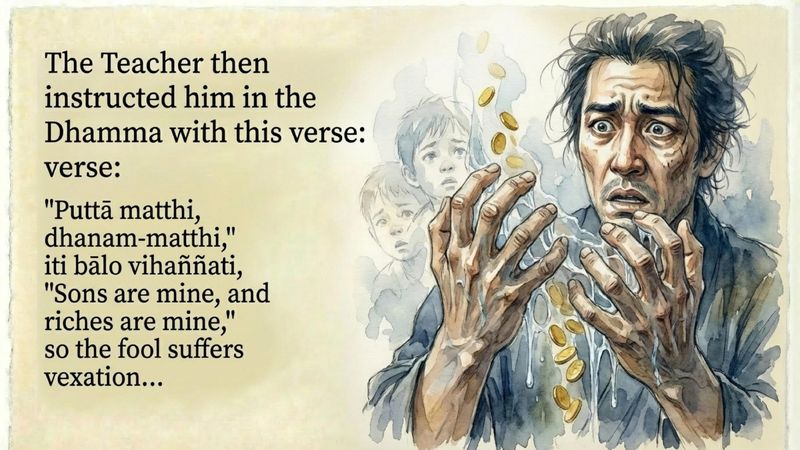 The Teacher then
instructed him in the
Dhamma with this verse:
verse:
"Puttā matthi,
dhanam-matthi,"
iti bālo vihaññati,
"Sons are mine, and
riches are mine,"
so the fool suffers
vexation...